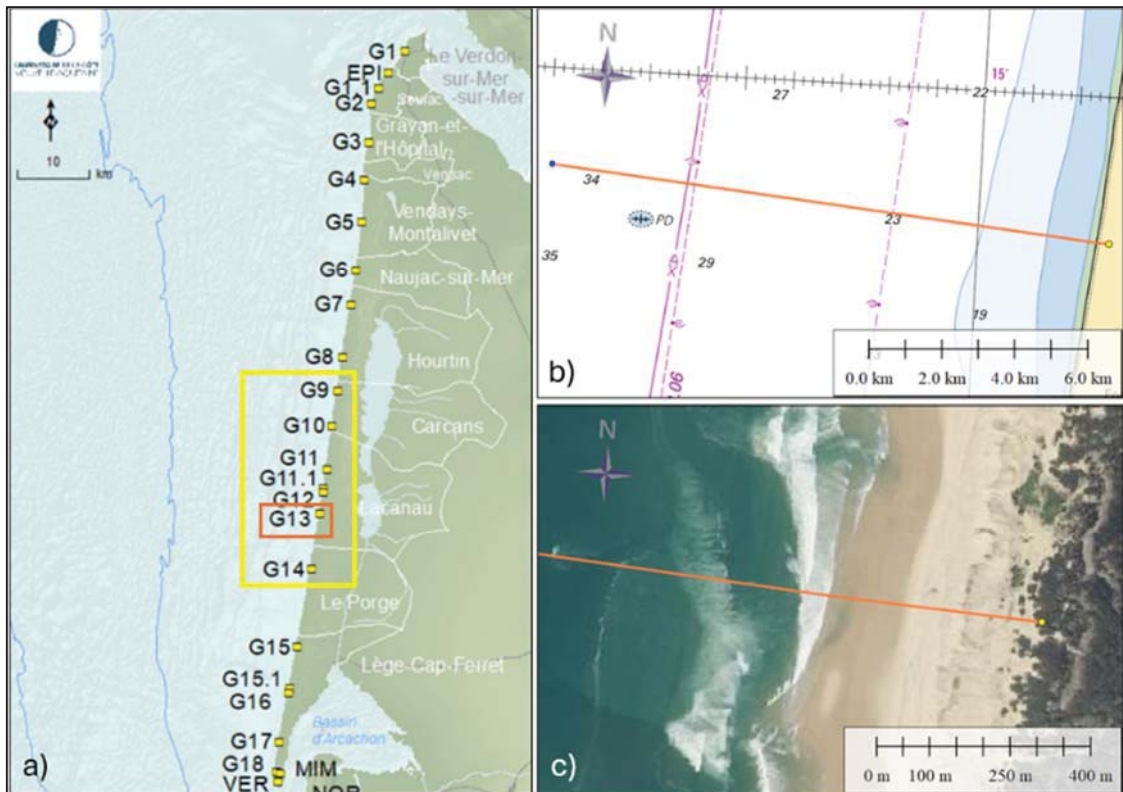 G1
Le Verdon-
sur-Mer
-sur-Mer
EPI
G1.1
Soulac
G2
Grayan-et-
l'Hôpital
G3
Vensac
G4
Vendays-
Montalivet
G5
G6
Naujac-sur-Mer
G7
Hourtin
G8
G9
Carcans
G10
G11
G11.1
G12
G13
Lacanau
G14
Le Porge
G15
Lège-Cap-Ferret
G15.1
G16
Bassin
d'Arcachon
G17
G18
MIM
VER
10
km
a)
N
15'
27
22
34
23
PD
35
29
19
3
90.
0.0 km
2.0 km
4.0 km
6.0 km
b)
N
0 m
100 m
250 m
400 m
c)